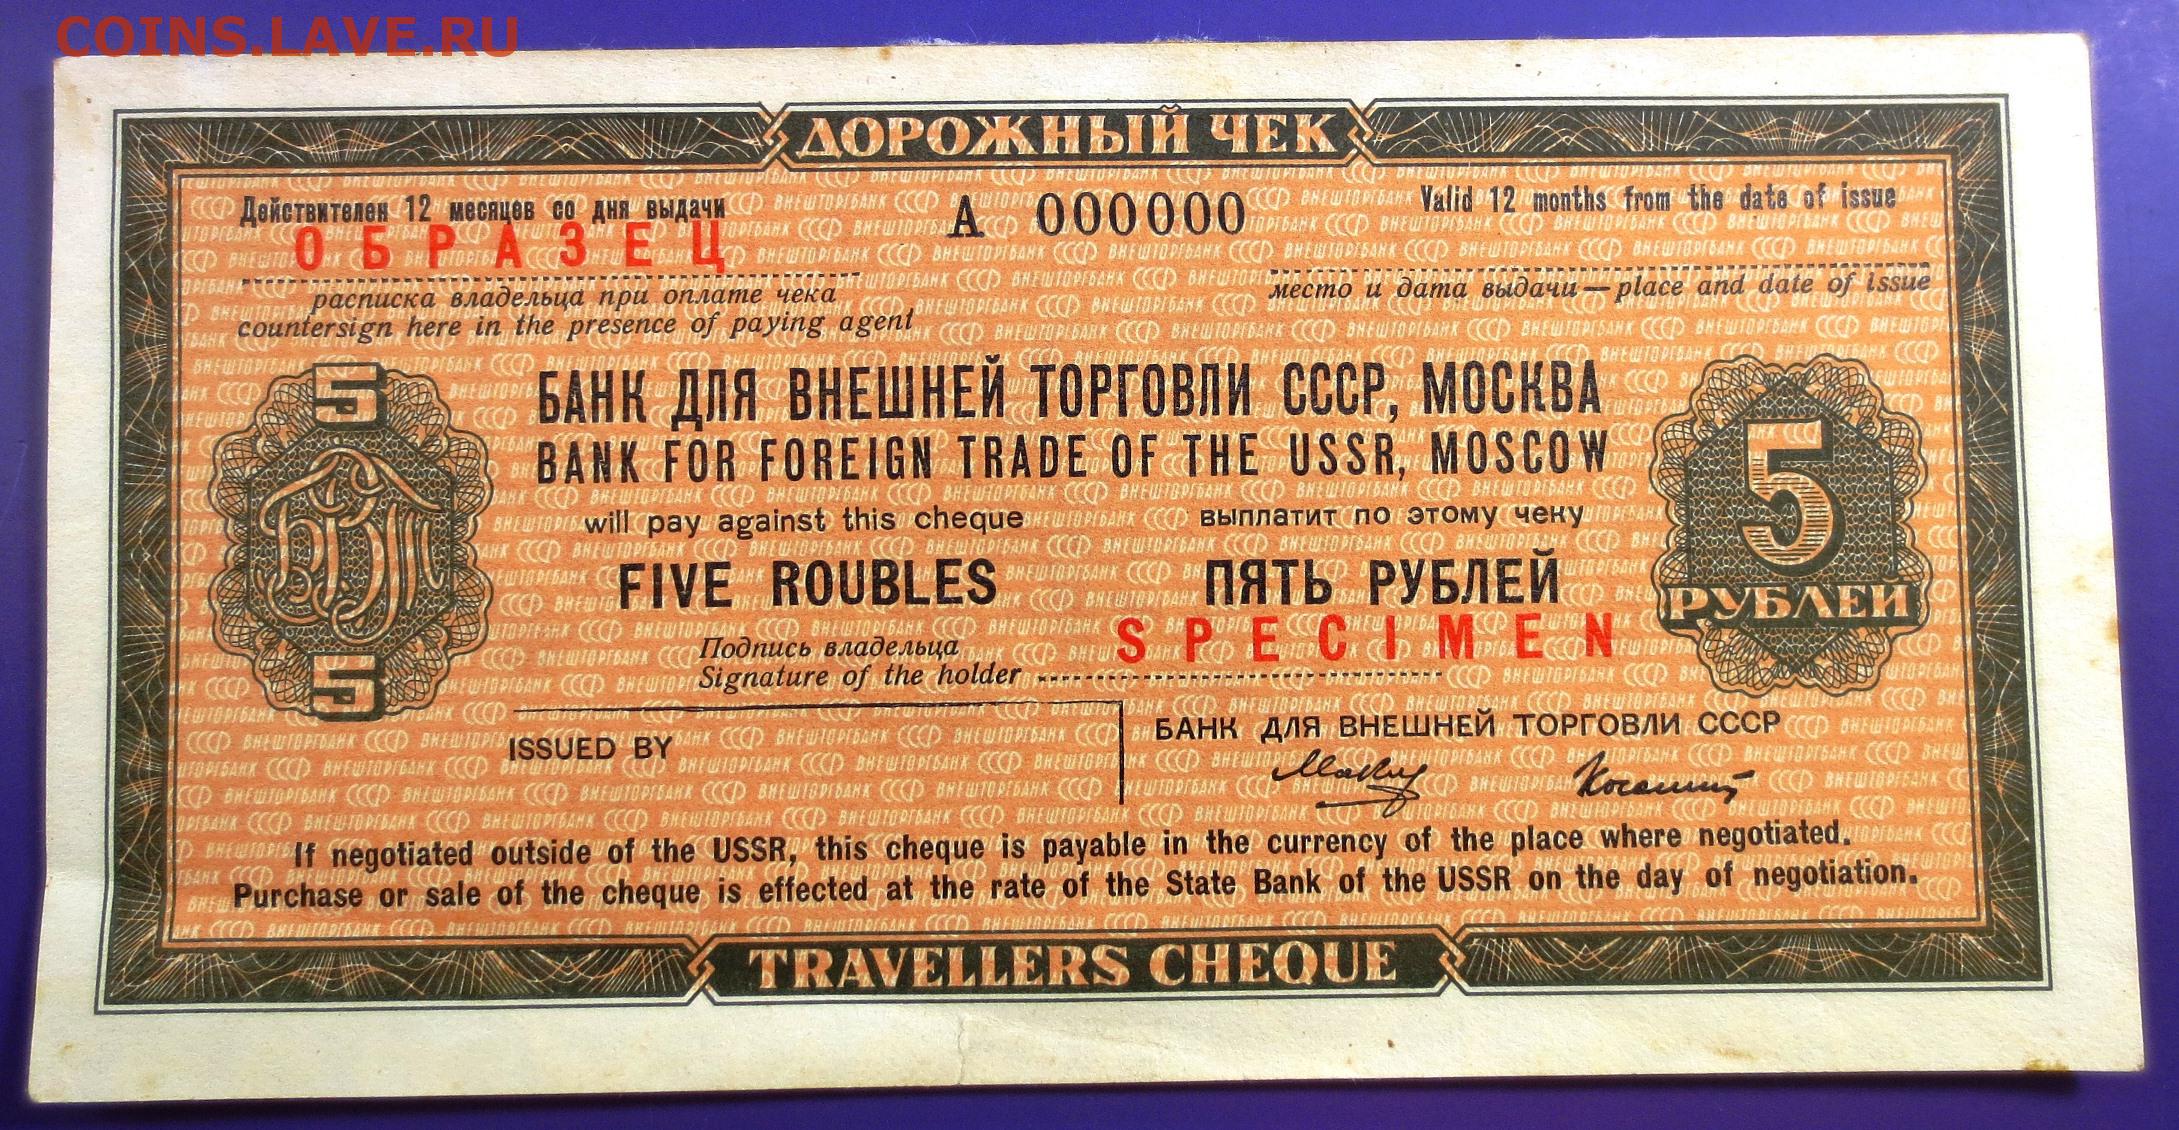 COINS.LAVE.RU
ДОРОЖНЫЙ ЧЕК
Действителен 12 месяцев со дня выдачи
А 000000
Valid 12 months from the date of issue
ОБРАЗЕЦ
расписка владельца при оплате чека
countersign here in the presence of paying agent
место и дата выдачи—place and date of issue
5
БАНК ДЛЯ ВНЕШНЕЙ ТОРГОВЛИ СССР, МОСКВА
BANK FOR FOREIGN TRADE OF THE USSR, MOSCOW
5
РУБЛЕЙ
will pay against this cheque
выплатит по этому чеку
FIVE ROUBLES
ПЯТЬ РУБЛЕЙ
SPECIMEN
Подпись владельца
Signature of the holder
5
ISSUED BY
БАНК ДЛЯ ВНЕШНЕЙ ТОРГОВЛИ СССР
If negotiated outside of the USSR, this cheque is payable in the currency of the place where negotiated.
Purchase or sale of the cheque is effected at the rate of the State Bank of the USSR on the day of negotiation.
TRAVELLERS CHEQUE